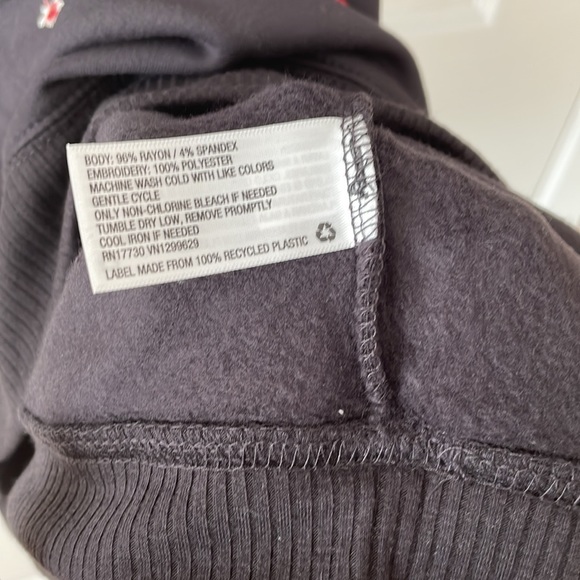 BODY: 96% RAYON / 4% SPANDEX
EMBROIDERY: 100% POLYESTER
MACHINE WASH COLD WITH LIKE COLORS
GENTLE CYCLE
ONLY NON-CHLORINE BLEACH IF NEEDED
TUMBLE DRY LOW, REMOVE PROMPTLY
COOL IRON IF NEEDED
RN17730 VN1299629
LABEL MADE FROM 100% RECYCLED PLASTIC